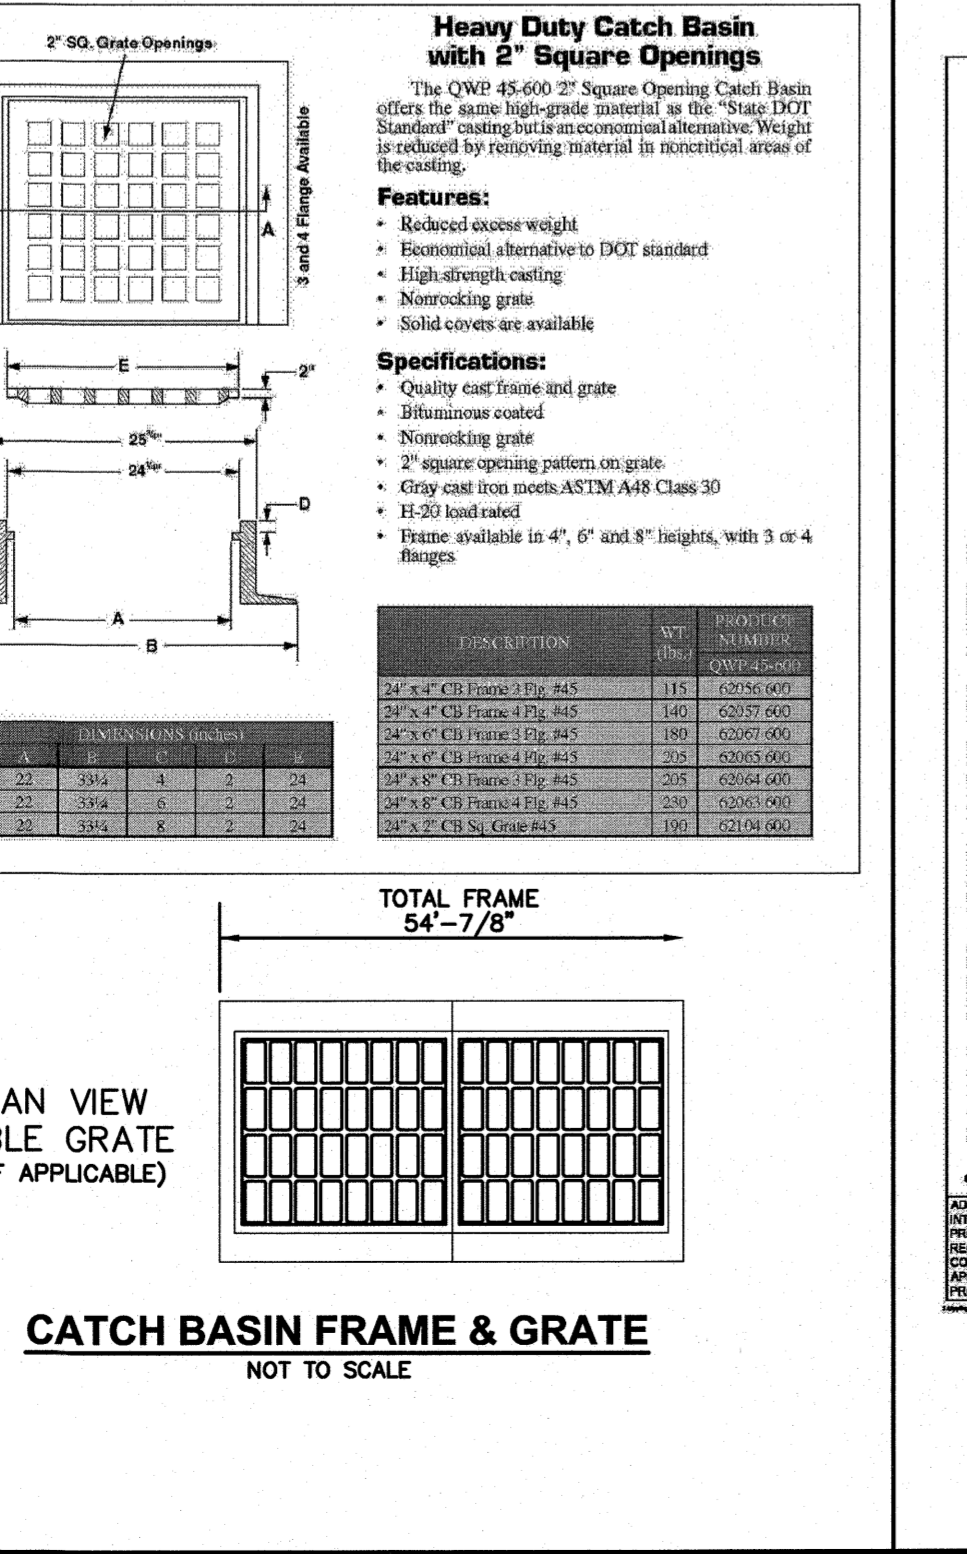 2" SQ. Grate Openings
3 and 4 Flange Available
A
E
2"
25
24
D
A
B
Heavy Duty Catch Basin
with 2" Square Openings
The QWP 45-600 2" Square Opening Catch Basin
offers the same high-grade material as the "State DOT
Standard" casting but is an economical alternative. Weight
is reduced by removing material in noncritical areas of
the casting.
Features:
• Reduced excess weight
• Economical alternative to DOT standard
• High strength casting
• Nonrocking grate
• Solid covers are available
Specifications:
• Quality cast frame and grate
• Bituminous coated
• Nonrocking grate
• 2" square opening pattern on grate
• Gray cast iron meets ASTM A48 Class 30
• H-20 load rated
• Frame available in 4", 6" and 8" heights, with 3 or 4
flanges
DESCRIPTION WT. (lbs.) PRODUCT NUMBER
QWP 45-600
24" x 4" CB Frame 3 Flg. #45 115 62056 600
24" x 4" CB Frame 4 Flg. #45 140 62057 600
24" x 6" CB Frame 3 Flg. #45 180 62067 600
24" x 6" CB Frame 4 Flg. #45 205 62065 600
24" x 8" CB Frame 3 Flg. #45 205 62064 600
24" x 8" CB Frame 4 Flg. #45 230 62063 600
24" x 2" CB Sq. Grate #45 190 62104 600
DIMENSIONS (inches)
A B C D E
22 33¼ 4 2 24
22 33¼ 6 2 24
22 33¼ 8 2 24
TOTAL FRAME
54'-7/8"
AN VIEW
BLE GRATE
F APPLICABLE)
CATCH BASIN FRAME & GRATE
NOT TO SCALE
AD
INT
PR
RE
CO
AP
PR